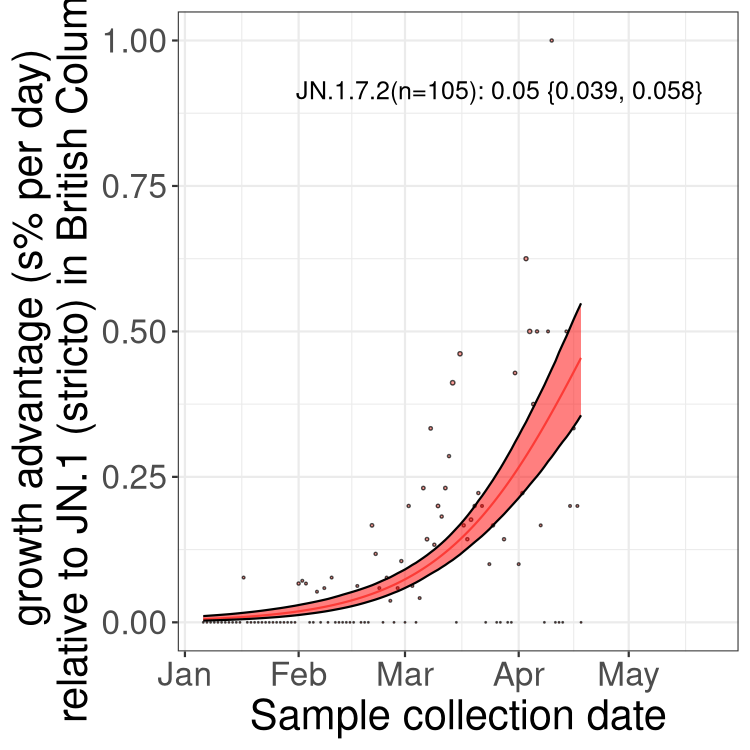 growth advantage (s% per day)
relative to JN.1 (stricto) in British Colum
1.00
0.75
0.50
0.25
0.00
JN.1.7.2(n=105): 0.05 {0.039, 0.058}
Jan Feb Mar Apr May
Sample collection date